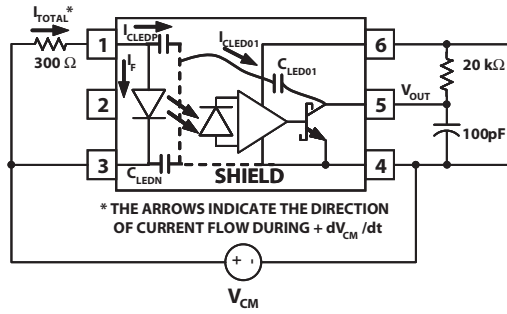 I_TOTAL*
300 Ω
1
I_CLEDP
I_F
2
3
C_LEDN
I_CLED01
C_LED01
SHIELD
6
5
4
V_OUT
20 kΩ
100pF
* THE ARROWS INDICATE THE DIRECTION
OF CURRENT FLOW DURING + dV_CM /dt
+ -
V_CM